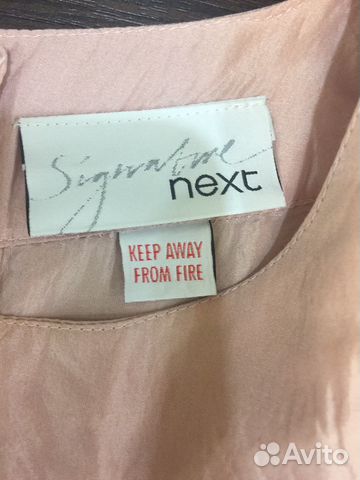 Signature
next
KEEP AWAY
FROM FIRE
Avito